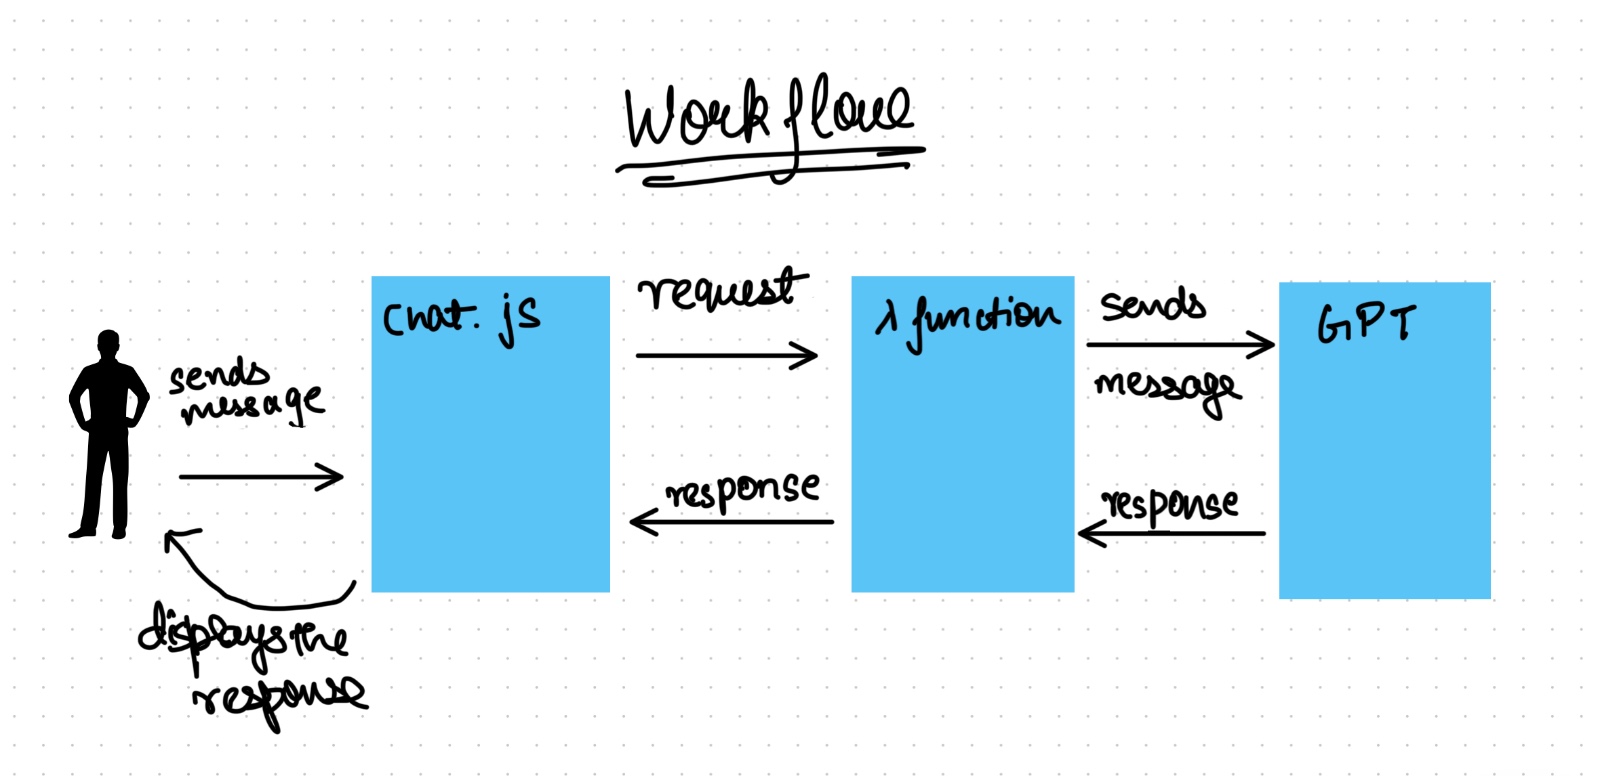 Workflow
chat.js
request
λ function
sends
message
GPT
sends
message
response
response
displays the
response